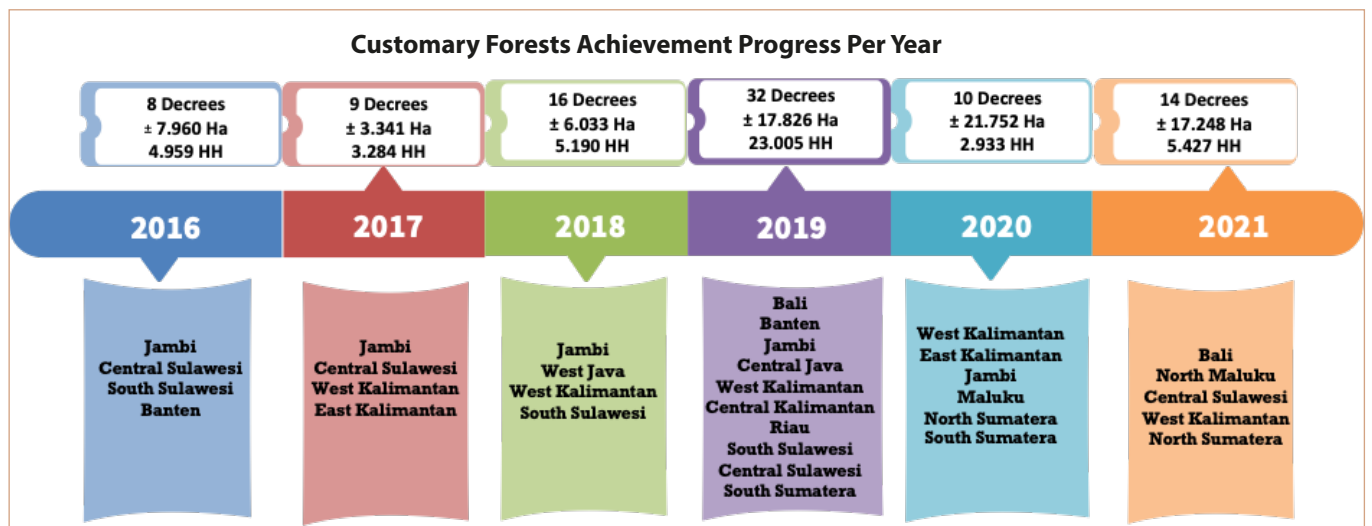 Customary Forests Achievement Progress Per Year
8 Decrees
± 7.960 Ha
4.959 HH
9 Decrees
± 3.341 Ha
3.284 HH
16 Decrees
± 6.033 Ha
5.190 HH
32 Decrees
± 17.826 Ha
23.005 HH
10 Decrees
± 21.752 Ha
2.933 HH
14 Decrees
± 17.248 Ha
5.427 HH
2016
2017
2018
2019
2020
2021
Jambi
Central Sulawesi
South Sulawesi
Banten
Jambi
Central Sulawesi
West Kalimantan
East Kalimantan
Jambi
West Java
West Kalimantan
South Sulawesi
Bali
Banten
Jambi
Central Java
West Kalimantan
Central Kalimantan
Riau
South Sulawesi
Central Sulawesi
South Sumatera
West Kalimantan
East Kalimantan
Jambi
Maluku
North Sumatera
South Sumatera
Bali
North Maluku
Central Sulawesi
West Kalimantan
North Sumatera